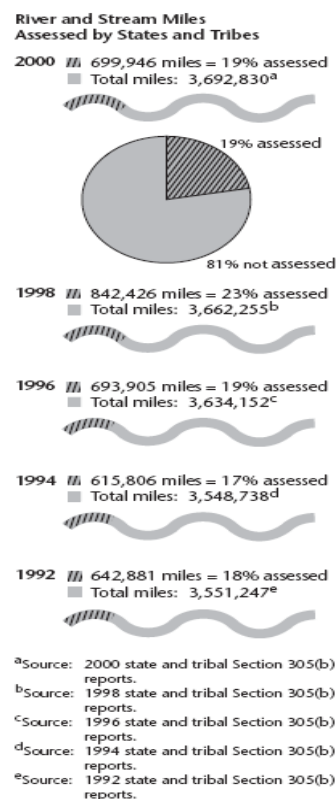 River and Stream Miles
Assessed by States and Tribes
2000 699,946 miles = 19% assessed
Total miles: 3,692,830a
19% assessed
81% not assessed
1998 842,426 miles = 23% assessed
Total miles: 3,662,255b
1996 693,905 miles = 19% assessed
Total miles: 3,634,152c
1994 615,806 miles = 17% assessed
Total miles: 3,548,738d
1992 642,881 miles = 18% assessed
Total miles: 3,551,247e
aSource: 2000 state and tribal Section 305(b)
reports.
bSource: 1998 state and tribal Section 305(b)
reports.
cSource: 1996 state and tribal Section 305(b)
reports.
dSource: 1994 state and tribal Section 305(b)
reports.
eSource: 1992 state and tribal Section 305(b)
reports.